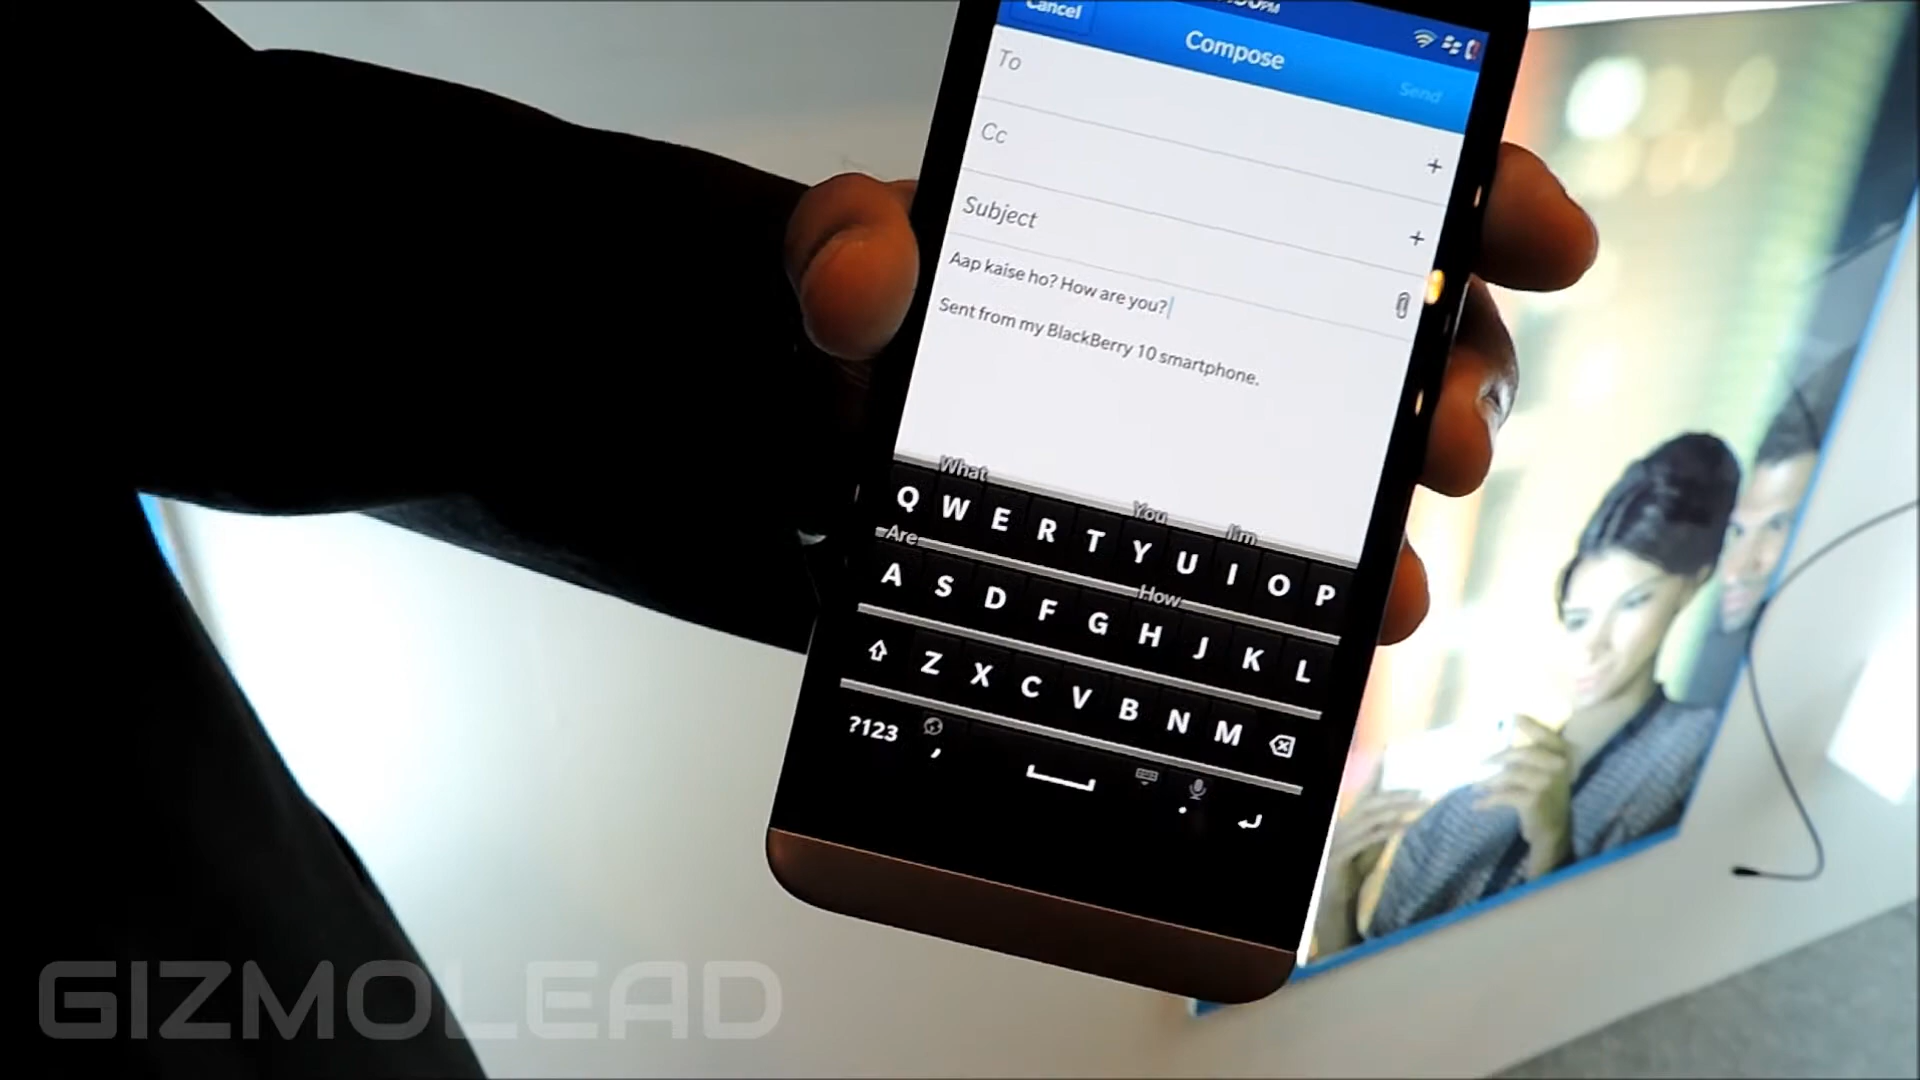 Cancel
Compose
Send
To
Cc
Subject
Aap kaise ho? How are you?
Sent from my BlackBerry 10 smartphone.
What
You
I'm
Q W E R T Y U I O P
Are
How
A S D F G H J K L
Z X C V B N M
?123 , .
GIZMOLEAD